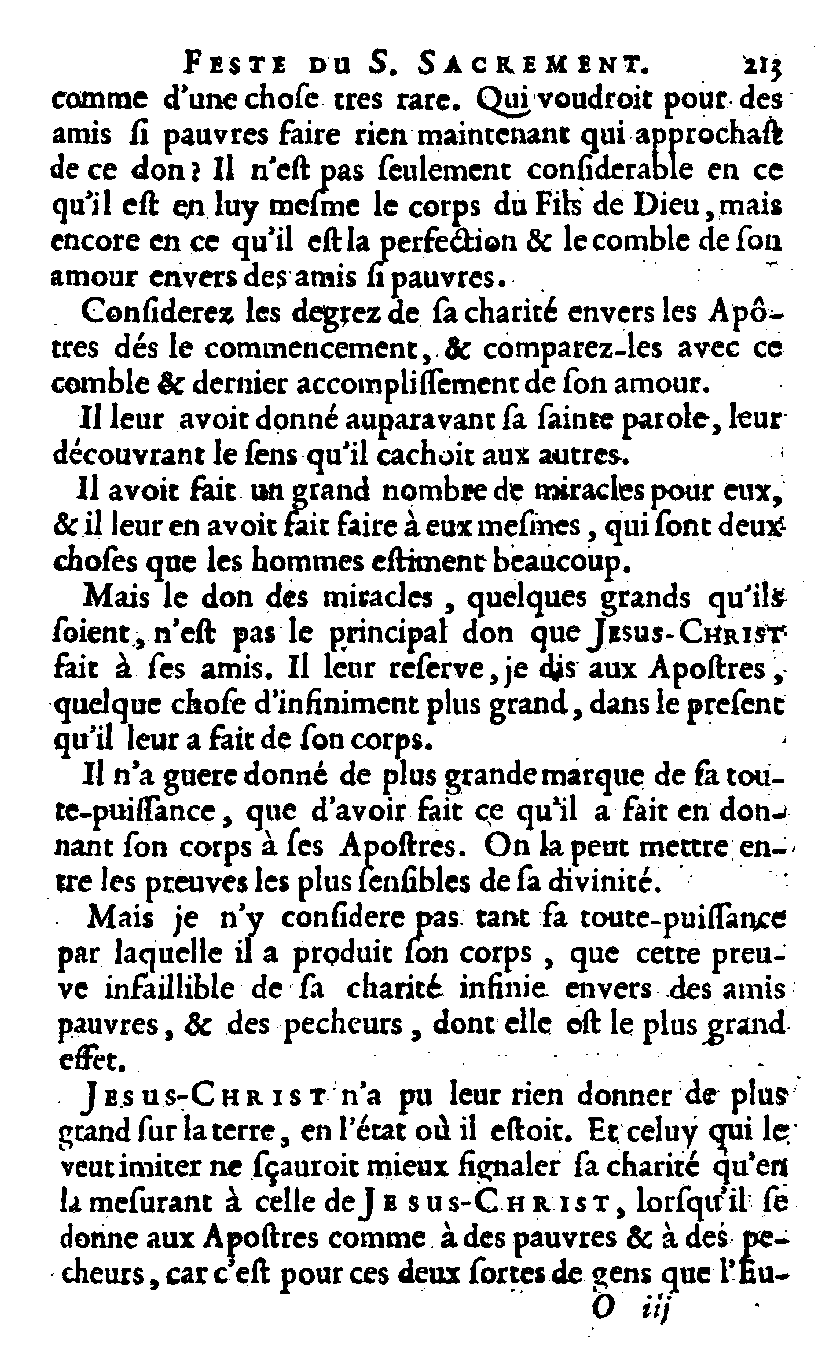 FESTE DU S. SACREMENT. 213
comme d'une choſe tres rare. Qui voudroit pour des
amis ſi pauvres faire rien maintenant qui approchaſt
de ce don? Il n'eſt pas ſeulement conſiderable en ce
qu'il eſt en luy meſme le corps du Fils de Dieu, mais
encore en ce qu'il eſt la perfection & le comble de ſon
amour envers des amis ſi pauvres.
Conſiderez les degrez de ſa charité envers les Apô-
tres dés le commencement, & comparez-les avec ce
comble & dernier accompliſſement de ſon amour.
Il leur avoit donné auparavant ſa ſainte parole, leur
découvrant le ſens qu'il cachoit aux autres.
Il avoit fait un grand nombre de miracles pour eux,
& il leur en avoit fait faire à eux meſmes, qui ſont deux
choſes que les hommes eſtiment beaucoup.
Mais le don des miracles, quelques grands qu'ils
ſoient, n'eſt pas le principal don que JESUS-CHRIST
fait à ſes amis. Il leur reſerve, je dis aux Apoſtres,
quelque choſe d'infiniment plus grand, dans le preſent
qu'il leur a fait de ſon corps.
Il n'a guere donné de plus grande marque de ſa tou-
te-puiſſance, que d'avoir fait ce qu'il a fait en don-
nant ſon corps à ſes Apoſtres. On la peut mettre en-
tre les preuves les plus ſenſibles de ſa divinité.
Mais je n'y conſidere pas tant ſa toute-puiſſance
par laquelle il a produit ſon corps, que cette preu-
ve infaillible de ſa charité infinie envers des amis
pauvres, & des pecheurs, dont elle eſt le plus grand
effet.
JESUS-CHRIST n'a pu leur rien donner de plus
grand ſur la terre, en l'état où il eſtoit. Et celuy qui le
veut imiter ne ſçauroit mieux ſignaler ſa charité qu'en
la meſurant à celle de JESUS-CHRIST, lorſqu'il ſe
donne aux Apoſtres comme à des pauvres & à des pe-
cheurs, car c'eſt pour ces deux ſortes de gens que l'Eu-
O iij